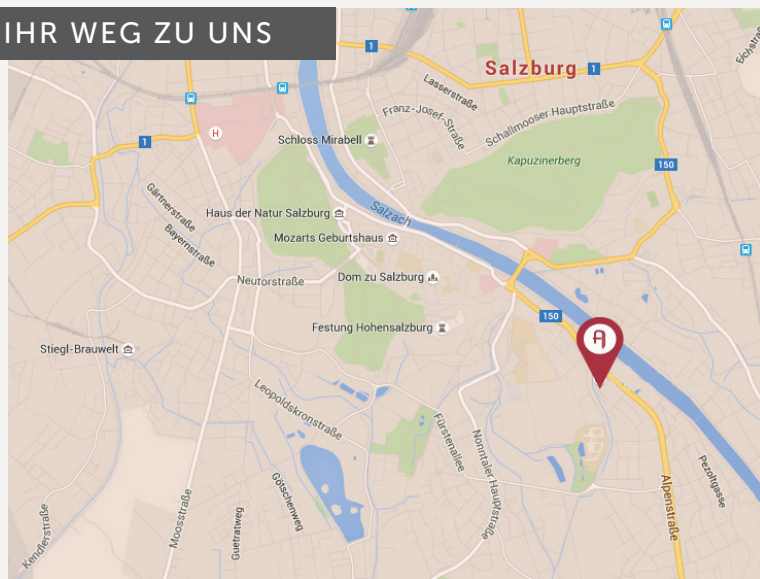 IHR WEG ZU UNS
1
Salzburg 1
Lasserstraße
Franz-Josef-Straße
Schallmooser Hauptstraße
H
1
Schloss Mirabell
Kapuzinerberg
150
Gärtnerstraße
Bayernstraße
Haus der Natur Salzburg
Salzach
Mozarts Geburtshaus
Neutorstraße
Dom zu Salzburg
150
Festung Hohensalzburg
Stiegl-Brauwelt
Leopoldskronstraße
Fürstenallee
Nonntaler Hauptstraße
Pezoltgasse
Götschenweg
Alpenstraße
Moosstraße
Guetratweg
Kendlerstraße